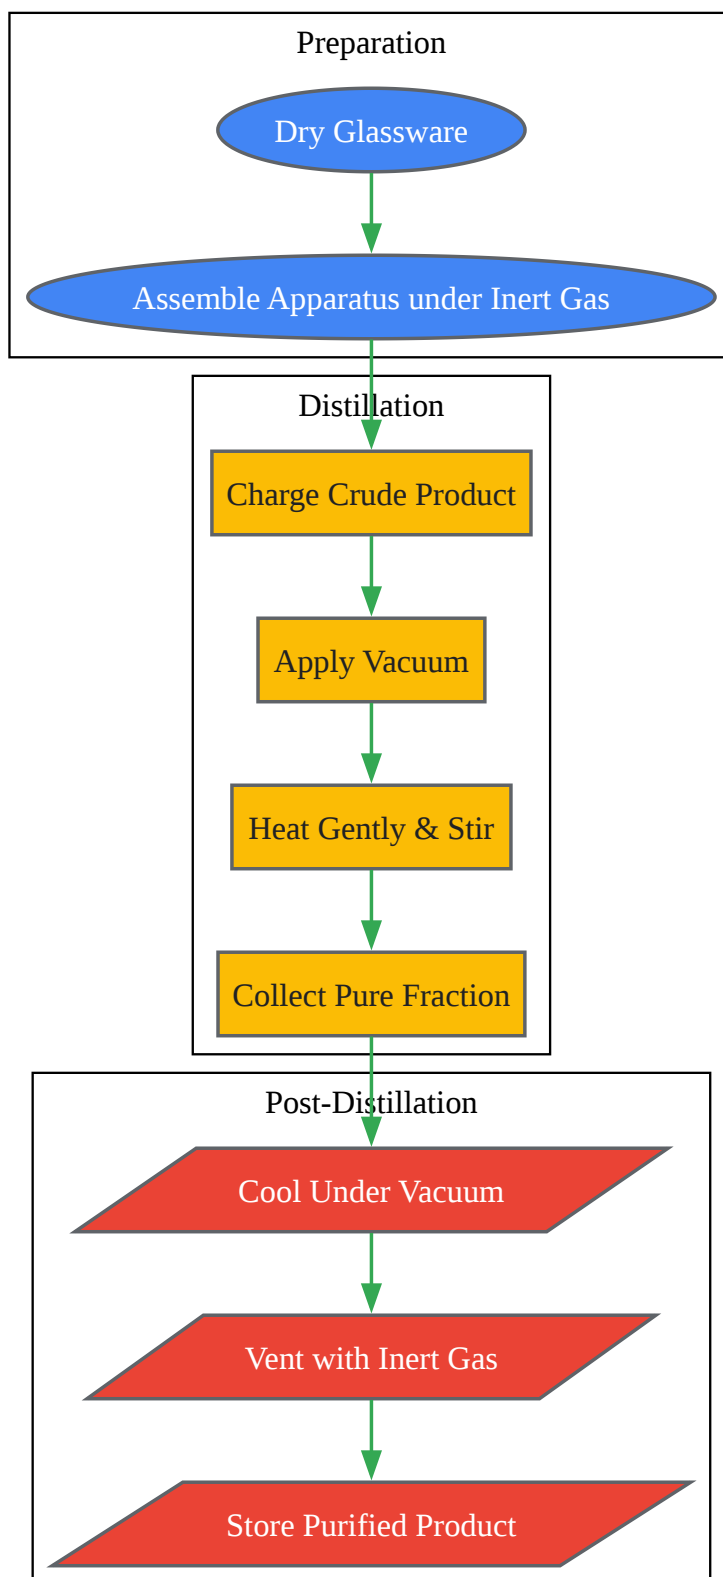 Preparation
Dry Glassware
Assemble Apparatus under Inert Gas
Distillation
Charge Crude Product
Apply Vacuum
Heat Gently & Stir
Collect Pure Fraction
Post-Distillation
Cool Under Vacuum
Vent with Inert Gas
Store Purified Product